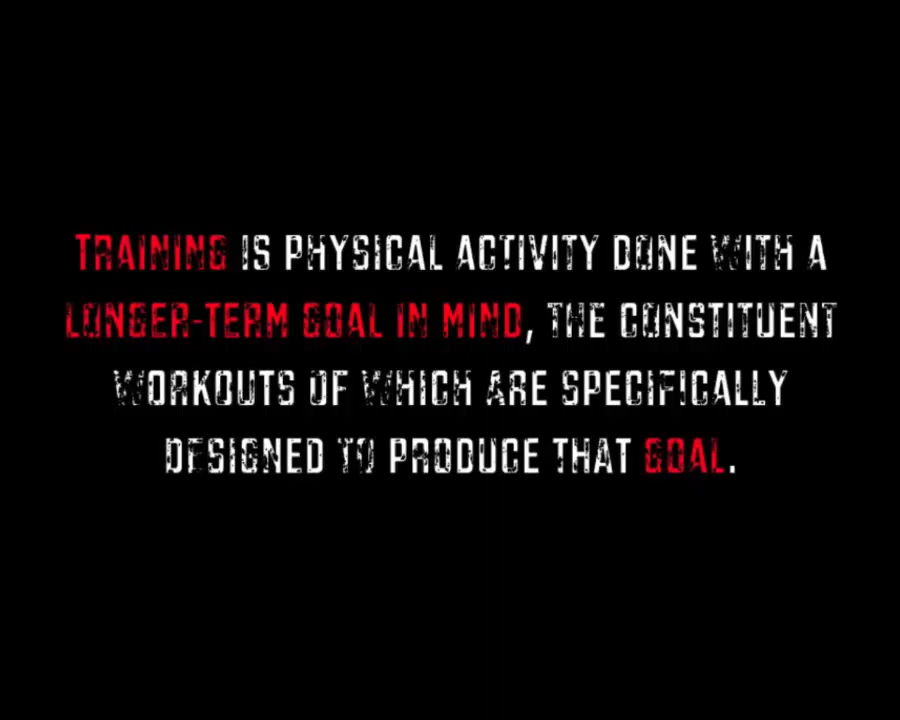 TRAINING IS PHYSICAL ACTIVITY DONE WITH A
LONGER-TERM GOAL IN MIND, THE CONSTITUENT
WORKOUTS OF WHICH ARE SPECIFICALLY
DESIGNED TO PRODUCE THAT GOAL.